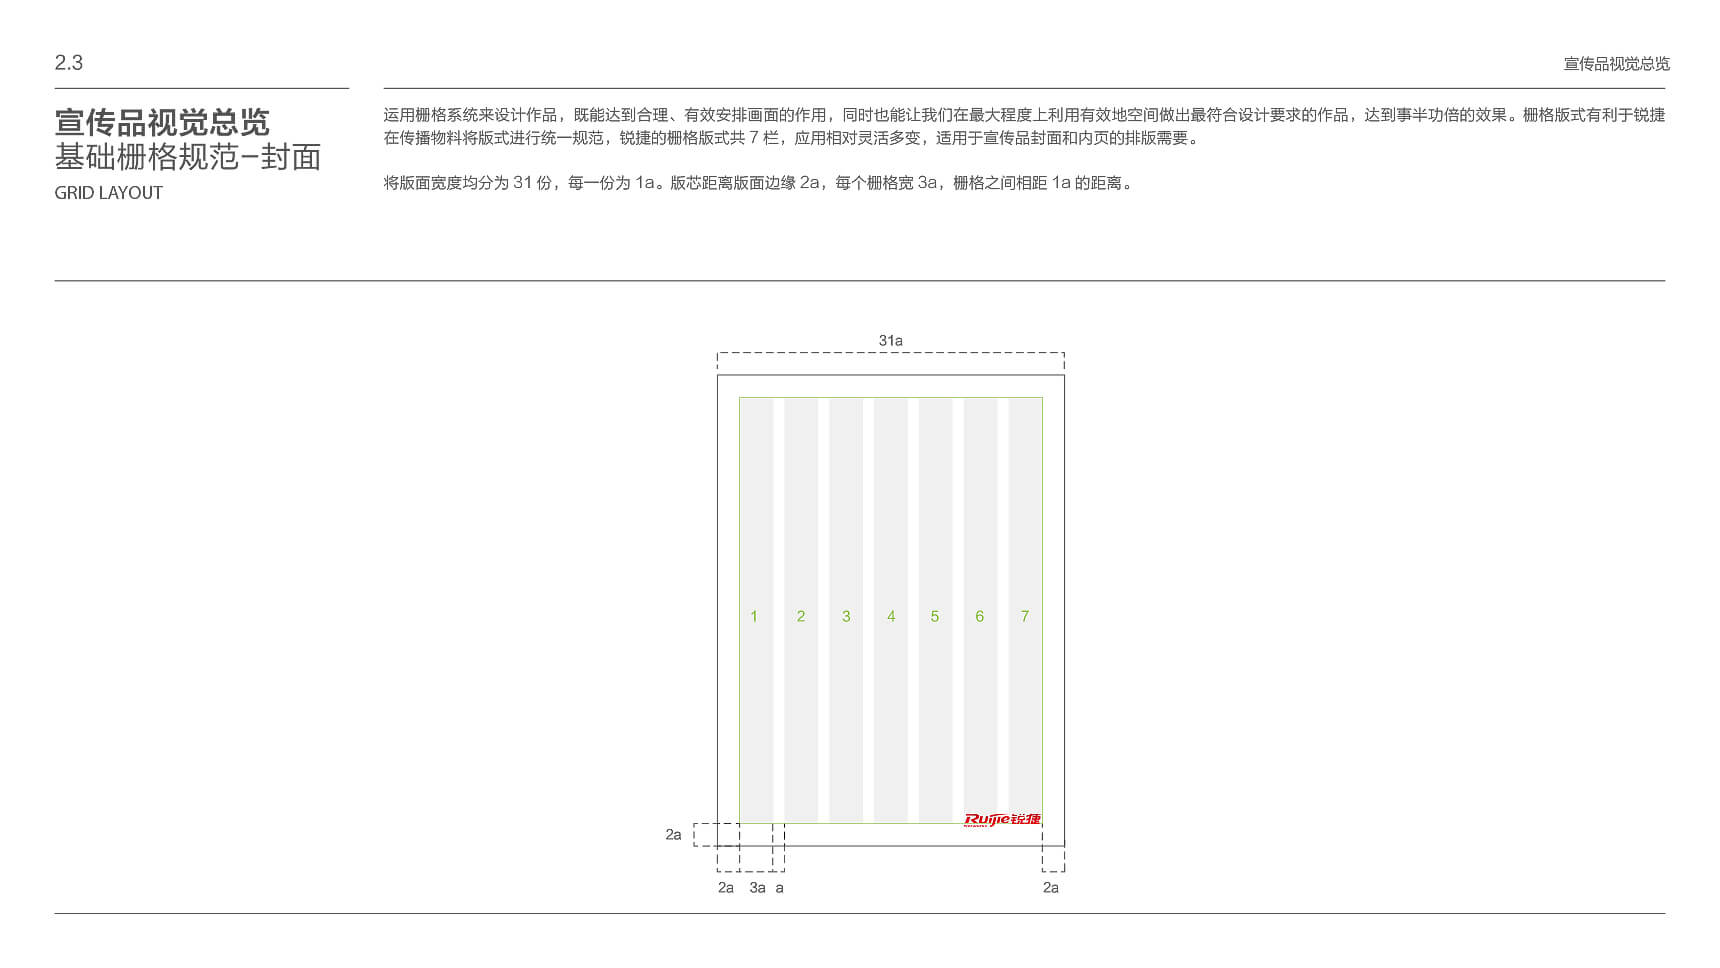 2.3
宣传品视觉总览
宣传品视觉总览
基础栅格规范-封面
GRID LAYOUT
运用栅格系统来设计作品，既能达到合理、有效安排画面的作用，同时也能让我们在最大程度上利用有效地空间做出最符合设计要求的作品，达到事半功倍的效果。栅格版式有利于锐捷
在传播物料将版式进行统一规范，锐捷的栅格版式共 7 栏，应用相对灵活多变，适用于宣传品封面和内页的排版需要。
将版面宽度均分为 31 份，每一份为 1a。版芯距离版面边缘 2a，每个栅格宽 3a，栅格之间相距 1a 的距离。
31a
1 2 3 4 5 6 7
Ruijie锐捷
2a
2a 3a a 2a